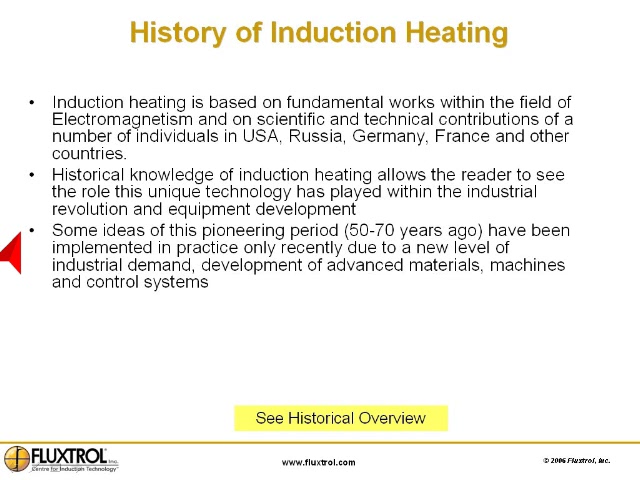 History of Induction Heating
• Induction heating is based on fundamental works within the field of
Electromagnetism and on scientific and technical contributions of a
number of individuals in USA, Russia, Germany, France and other
countries.
• Historical knowledge of induction heating allows the reader to see
the role this unique technology has played within the industrial
revolution and equipment development
• Some ideas of this pioneering period (50-70 years ago) have been
implemented in practice only recently due to a new level of
industrial demand, development of advanced materials, machines
and control systems
See Historical Overview
FLUXTROL Inc.
Centre for Induction Technology
www.fluxtrol.com
© 2006 Fluxtrol, Inc.